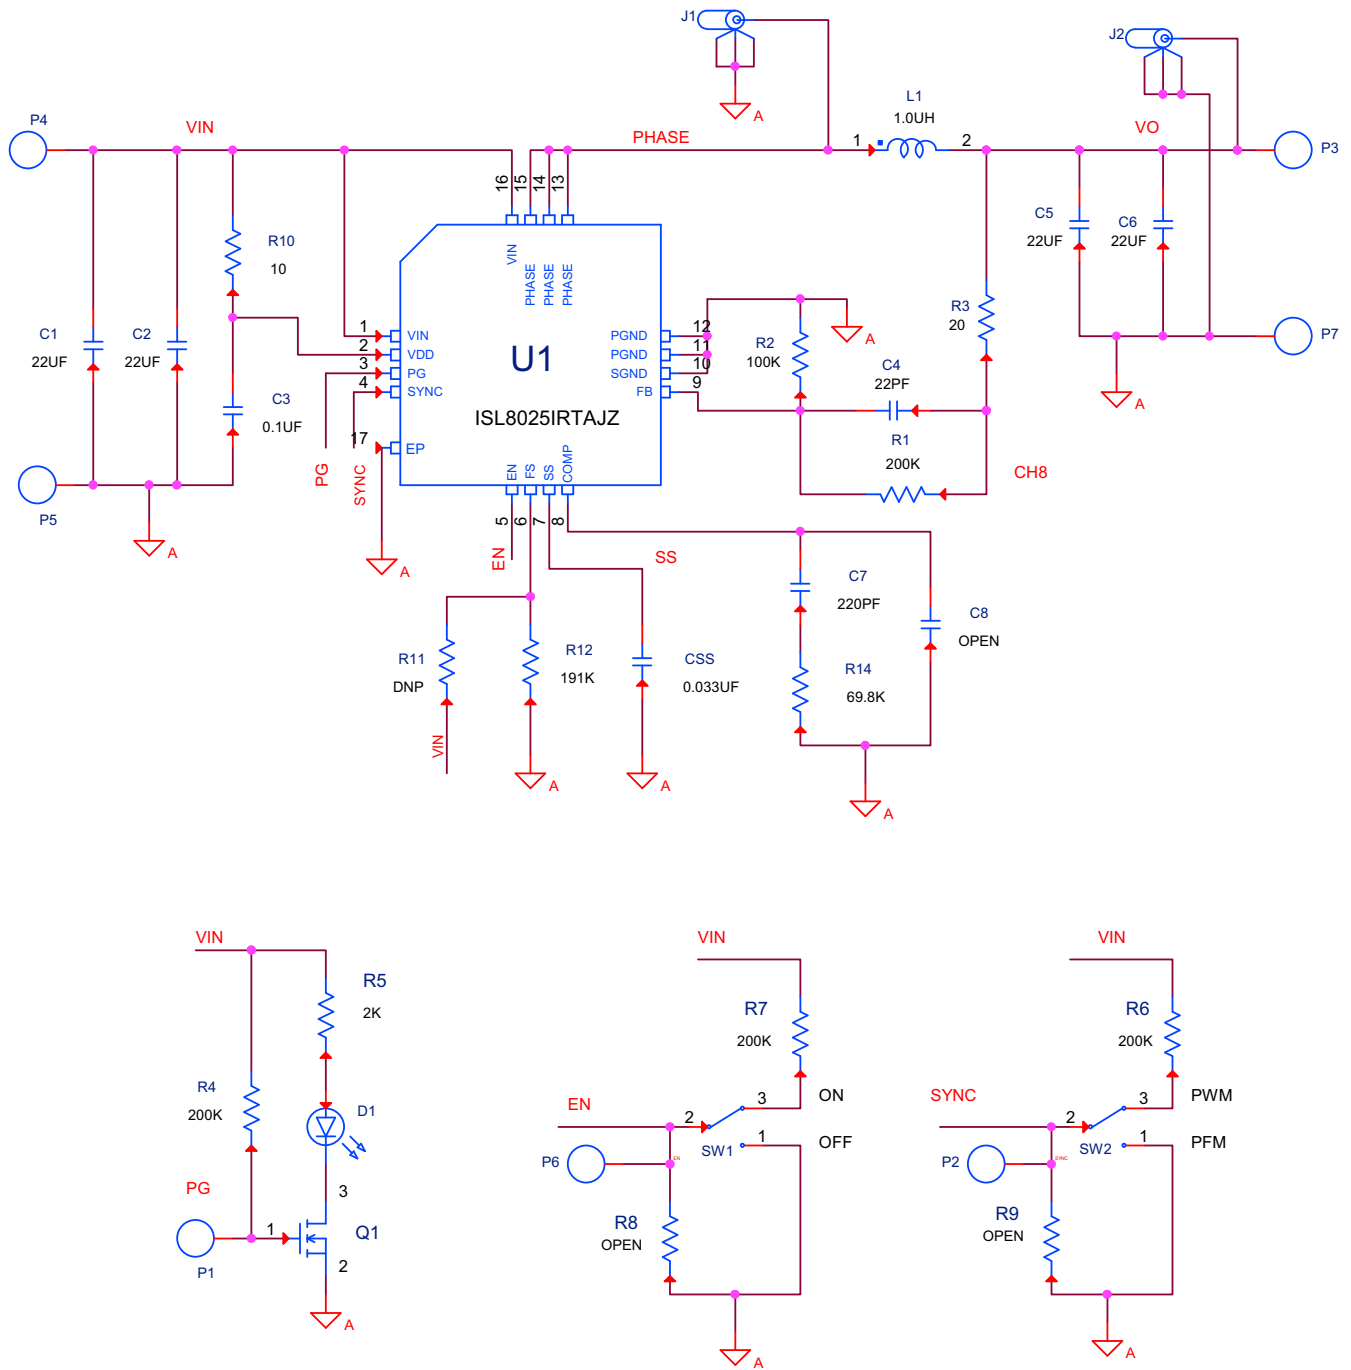 J1
A
J2
P4
VIN
PHASE
L1
1.0UH
1
2
VO
P3
16
15
14
13
VIN
PHASE
PHASE
PHASE
R10
10
C1
22UF
C2
22UF
C3
0.1UF
1
2
3
4
17
VIN
VDD
PG
SYNC
EP
U1
ISL8025IRTAJZ
PGND
PGND
SGND
FB
12
11
10
9
R2
100K
A
C4
22PF
R1
200K
R3
20
CH8
C5
22UF
C6
22UF
P7
A
P5
A
PG
SYNC
A
EN
FS
SS
COMP
5
6
7
8
EN
SS
R11
DNP
VIN
R12
191K
A
CSS
0.033UF
A
C7
220PF
R14
69.8K
C8
OPEN
A
VIN
R5
2K
R4
200K
D1
PG
P1
1
3
Q1
2
A
VIN
R7
200K
EN
2
3
ON
SW1
1
OFF
P6
EN
R8
OPEN
A
VIN
R6
200K
SYNC
2
3
PWM
SW2
1
PFM
P2
SYNC
R9
OPEN
A